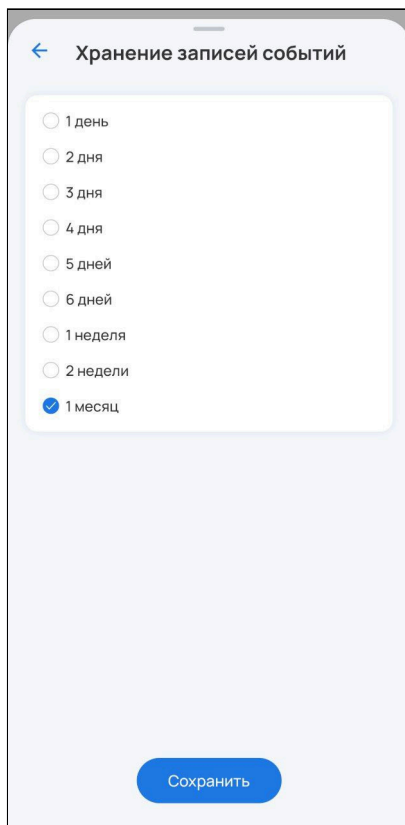 Хранение записей событий
1 день
2 дня
3 дня
4 дня
5 дней
6 дней
1 неделя
2 недели
1 месяц
Сохранить